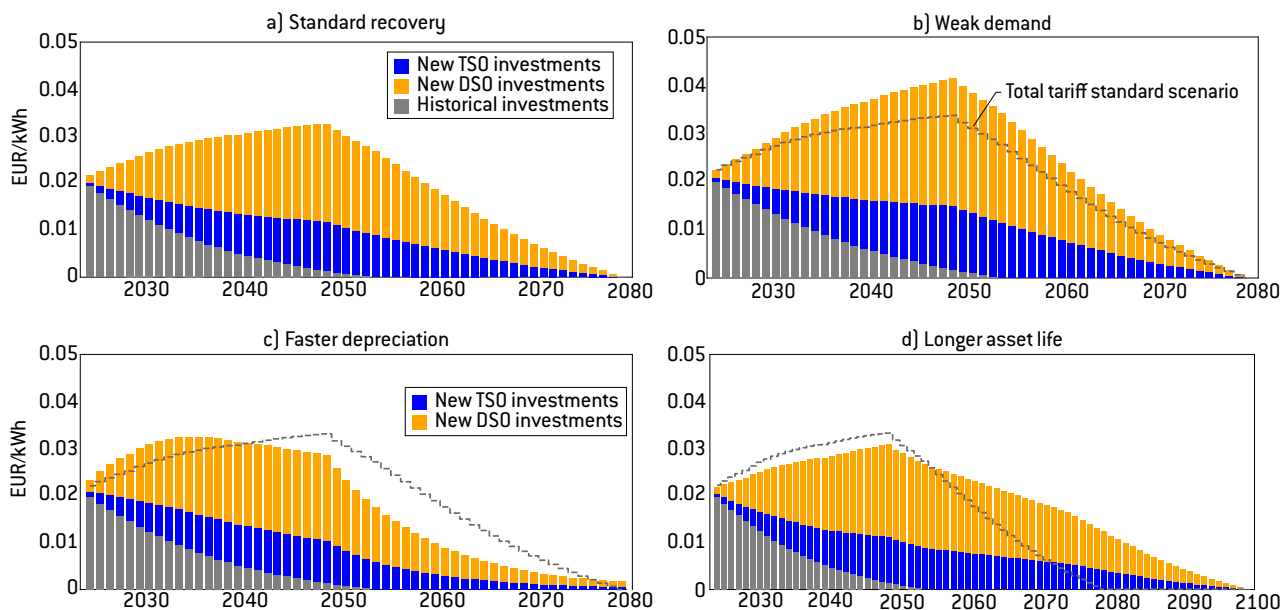 a) Standard recovery
0.05
0.04
0.03
0.02
0.01
0
EUR/kWh
New TSO investments
New DSO investments
Historical investments
2030 2040 2050 2060 2070 2080
b) Weak demand
0.05
0.04
0.03
0.02
0.01
0
Total tariff standard scenario
2030 2040 2050 2060 2070 2080
c) Faster depreciation
0.05
0.04
0.03
0.02
0.01
0
EUR/kWh
New TSO investments
New DSO investments
2030 2040 2050 2060 2070 2080
d) Longer asset life
0.05
0.04
0.03
0.02
0.01
0
2030 2040 2050 2060 2070 2080 2090 2100